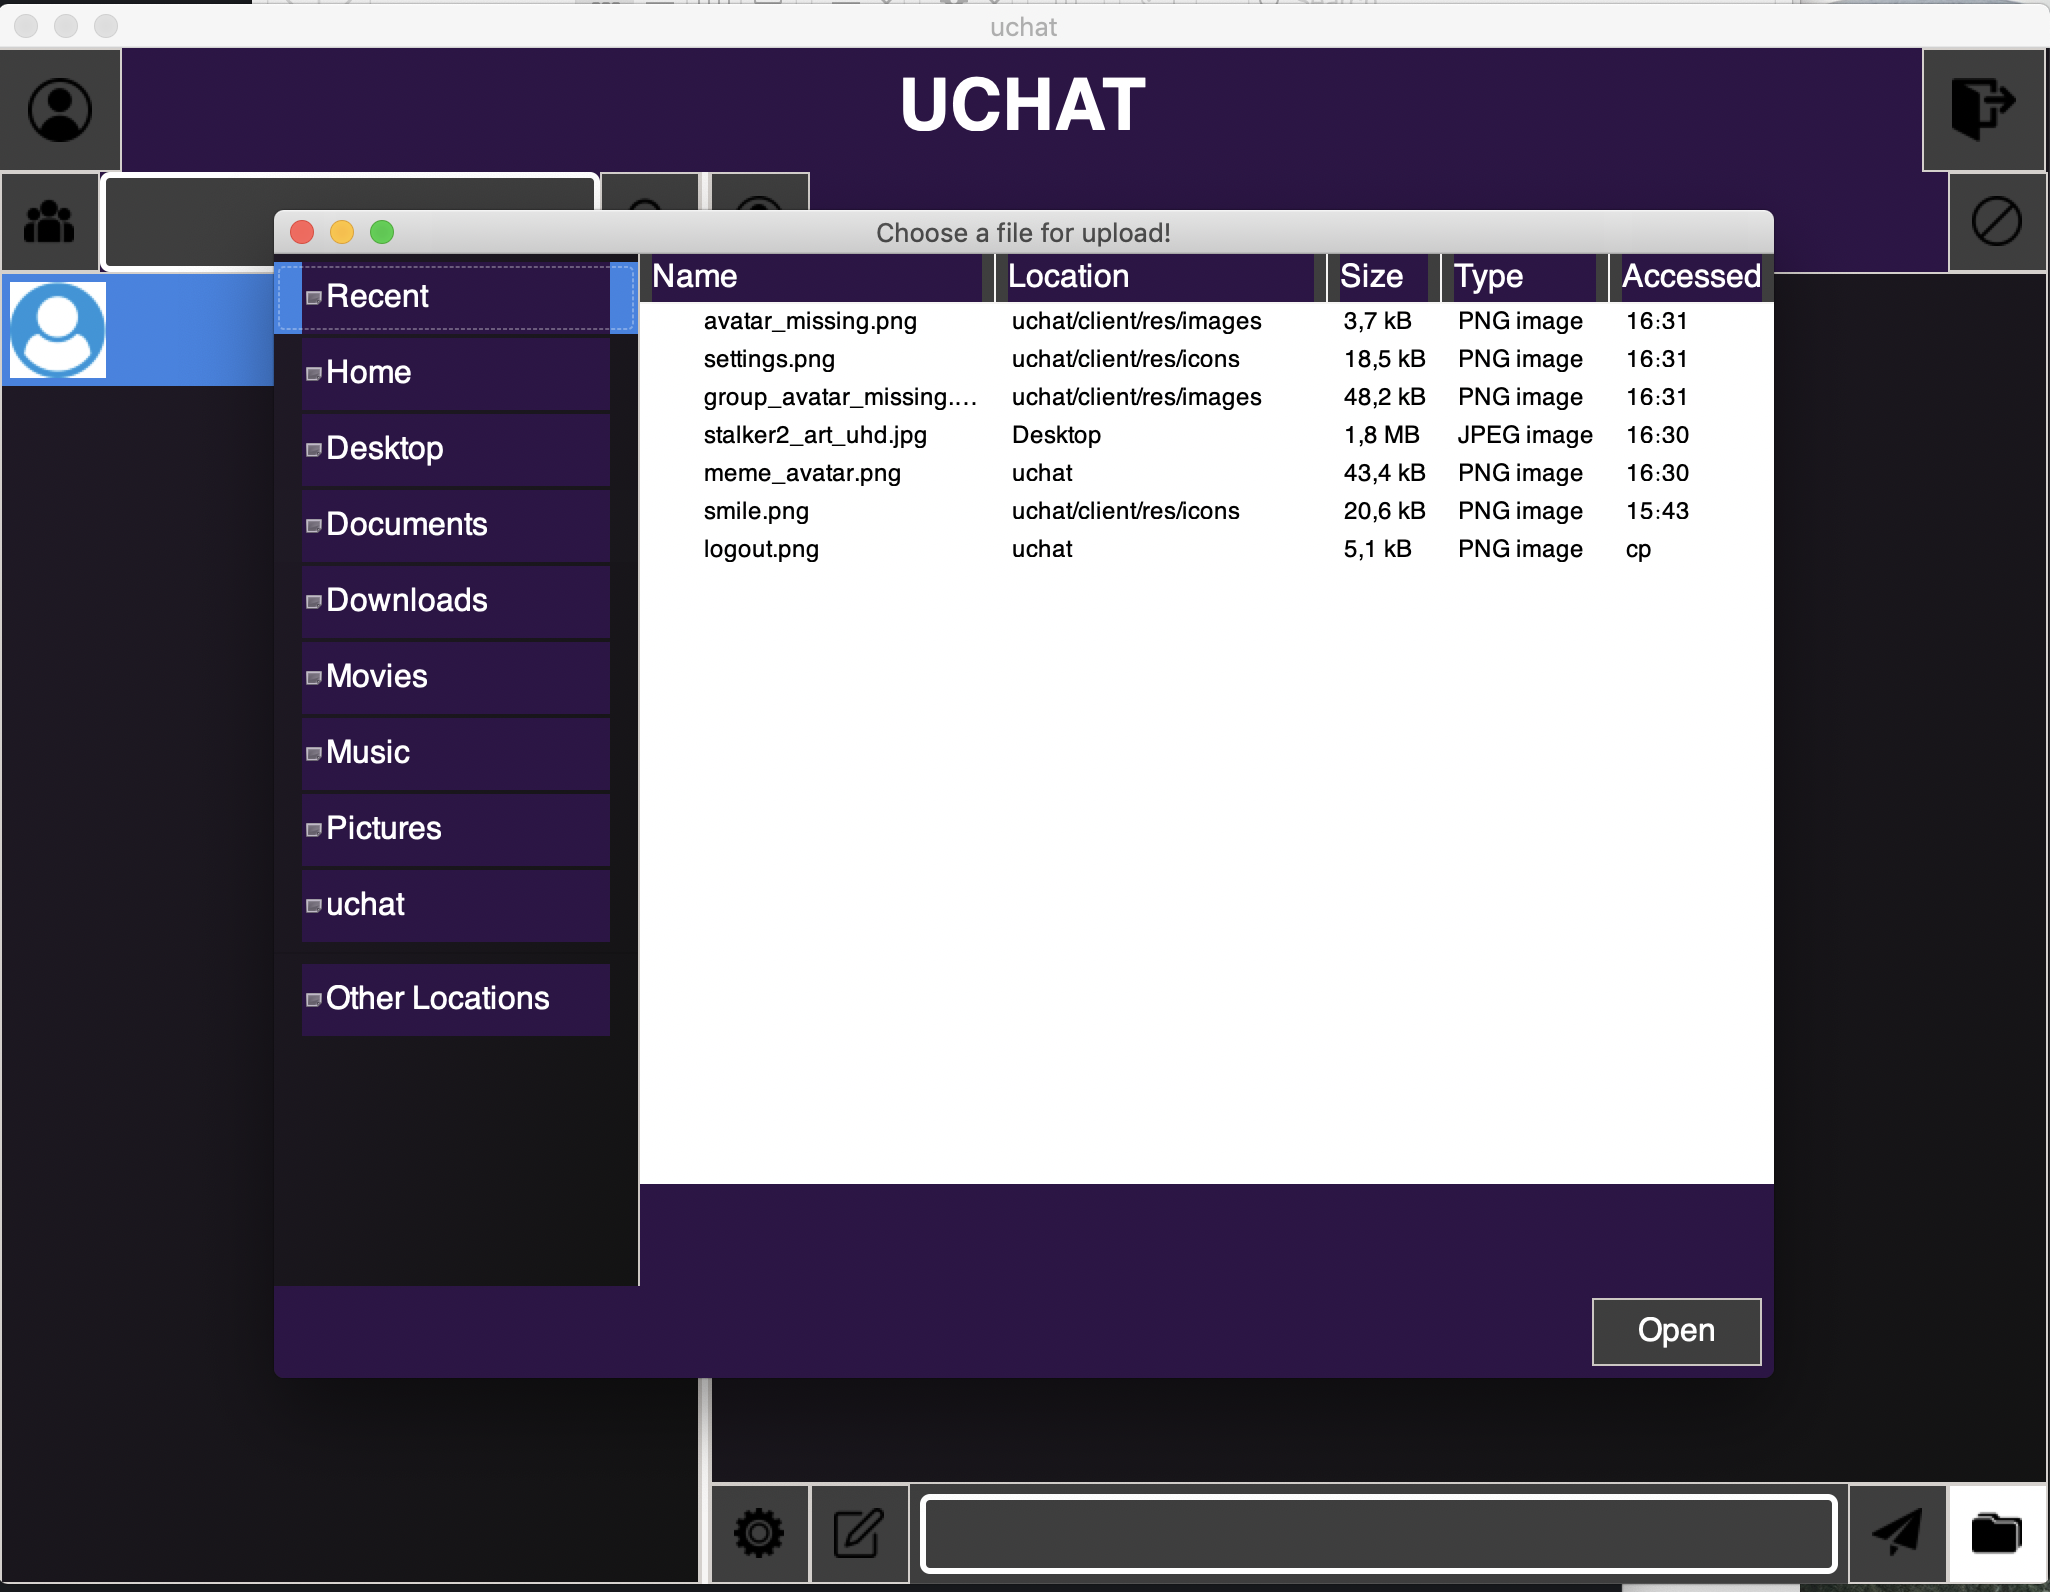 uchat
UCHAT
Choose a file for upload!
Recent
Home
Desktop
Documents
Downloads
Movies
Music
Pictures
uchat
Other Locations
Name Location Size Type Accessed
avatar_missing.png uchat/client/res/images 3,7 kB PNG image 16:31
settings.png uchat/client/res/icons 18,5 kB PNG image 16:31
group_avatar_missing.… uchat/client/res/images 48,2 kB PNG image 16:31
stalker2_art_uhd.jpg Desktop 1,8 MB JPEG image 16:30
meme_avatar.png uchat 43,4 kB PNG image 16:30
smile.png uchat/client/res/icons 20,6 kB PNG image 15:43
logout.png uchat 5,1 kB PNG image cp
Open